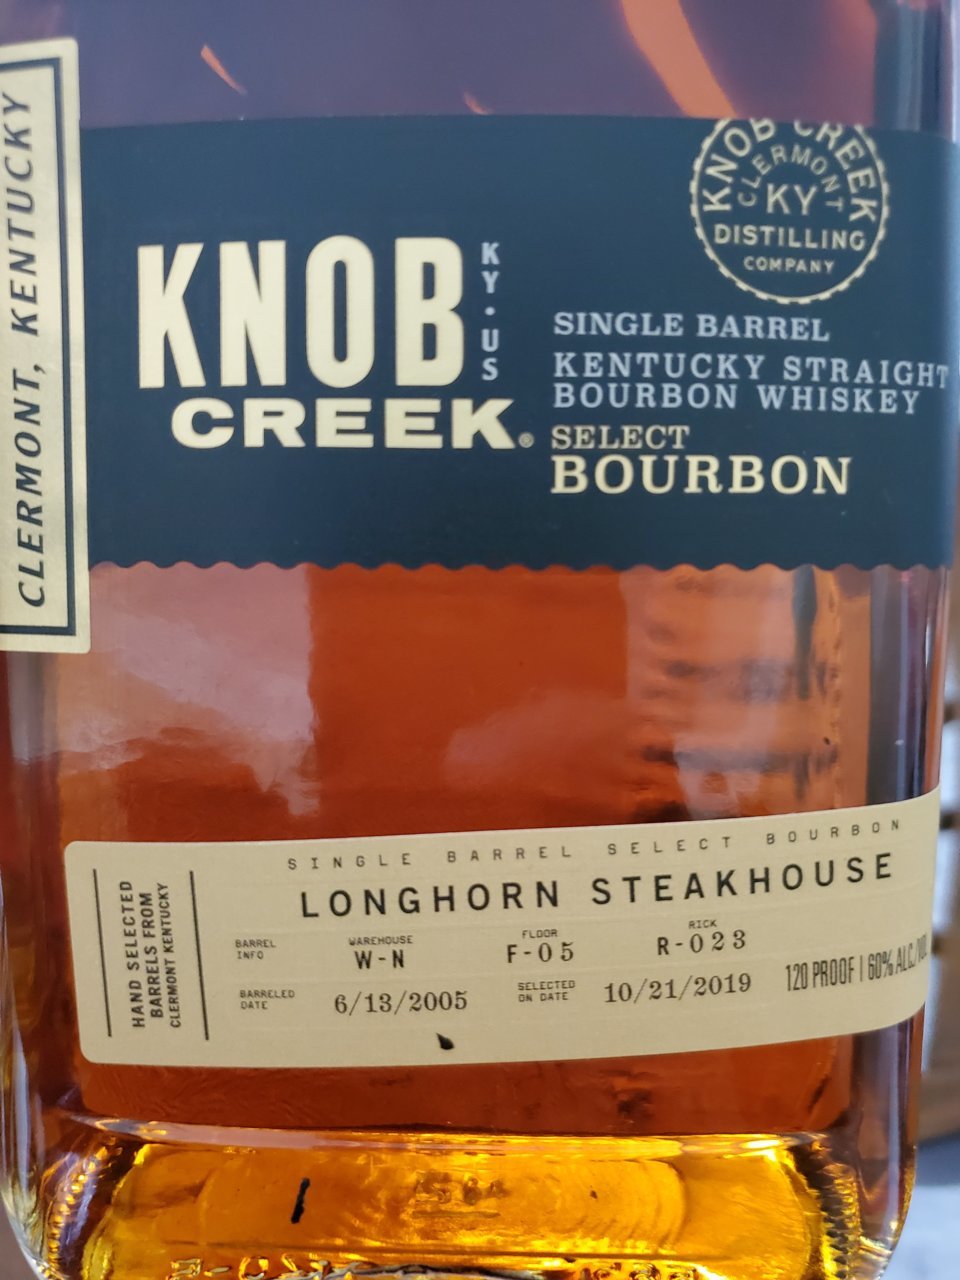 CLERMONT, KENTUCKY
KNOB CREEK
CLERMONT
KY
DISTILLING
COMPANY
KNOB
CREEK®
KY·US
SINGLE BARREL
KENTUCKY STRAIGHT
BOURBON WHISKEY
SELECT
BOURBON
SINGLE BARREL SELECT BOURBON
LONGHORN STEAKHOUSE
HAND SELECTED
BARRELS FROM
CLERMONT KENTUCKY
BARREL
INFO
WAREHOUSE
W-N
FLOOR
F-05
RICK
R-023
BARRELED
DATE
6/13/2005
SELECTED
ON DATE
10/21/2019
120 PROOF | 60% ALC./VOL